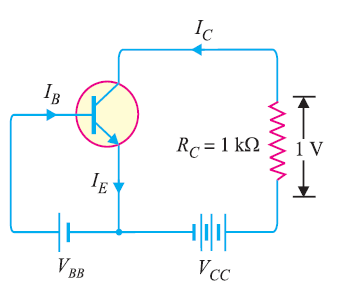 I_C
I_B
R_C = 1 kΩ
1 V
I_E
V_BB
V_CC